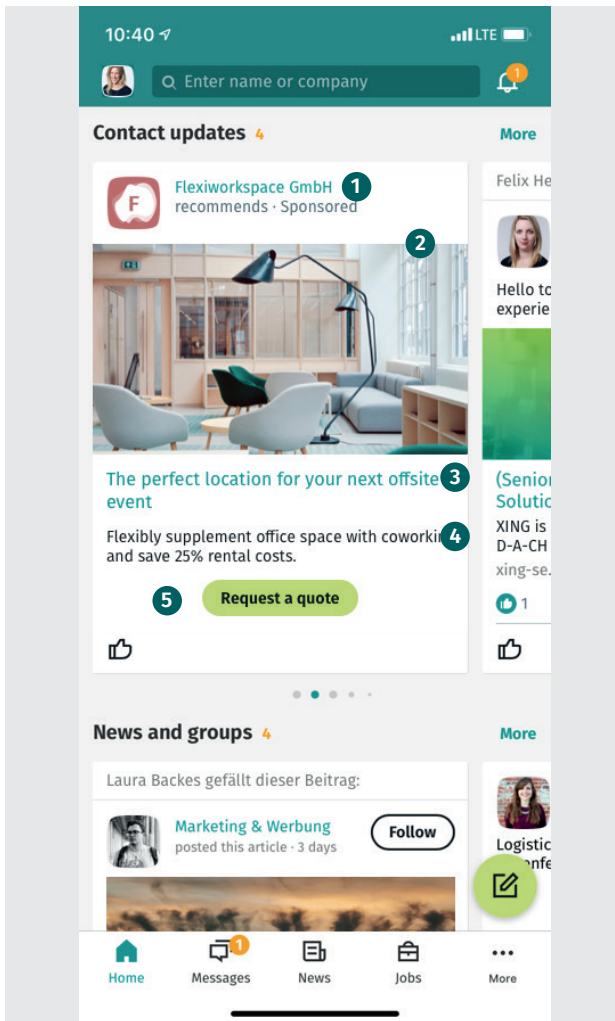 10:40
LTE
Enter name or company
1
Contact updates 4
More
Flexiworkspace GmbH 1
recommends · Sponsored
F
2
The perfect location for your next offsite 3
event
Flexibly supplement office space with 4
and save 25% rental costs.
5 Request a quote
Felix He
Hello to
experie
(Senior
Solutio
XING is
D-A-CH
xing-se.
1
News and groups 4
More
Laura Backes gefällt dieser Beitrag:
Marketing & Werbung
posted this article · 3 days
Follow
Logistic
1
Home
Messages
News
Jobs
More